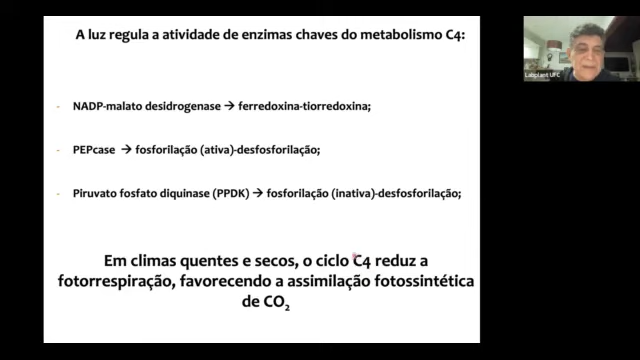 A luz regula a atividade de enzimas chaves do metabolismo C4:
- NADP-malato desidrogenase → ferredoxina-tiorredoxina;
- PEPcase → fosforilação (ativa)-desfosforilação;
- Piruvato fosfato diquinase (PPDK) → fosforilação (inativa)-desfosforilação;
Em climas quentes e secos, o ciclo C4 reduz a
fotorrespiração, favorecendo a assimilação fotossintética
de CO₂
Labplant UFC